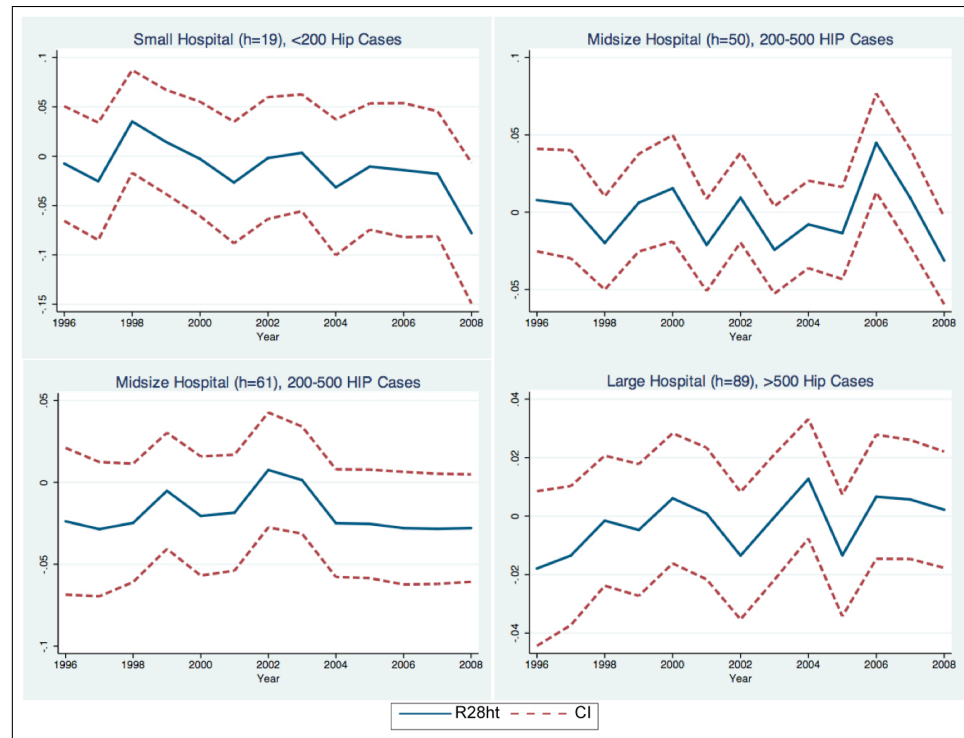 Small Hospital (h=19), <200 Hip Cases
.1
.05
0
-.05
-.1
-.15
1996 1998 2000 2002 2004 2006 2008
Year
Midsize Hospital (h=50), 200-500 HIP Cases
.1
.05
0
-.05
1996 1998 2000 2002 2004 2006 2008
Year
Midsize Hospital (h=61), 200-500 HIP Cases
.05
0
-.05
-.1
1996 1998 2000 2002 2004 2006 2008
Year
Large Hospital (h=89), >500 Hip Cases
.04
.02
0
-.02
-.04
1996 1998 2000 2002 2004 2006 2008
Year
R28ht CI